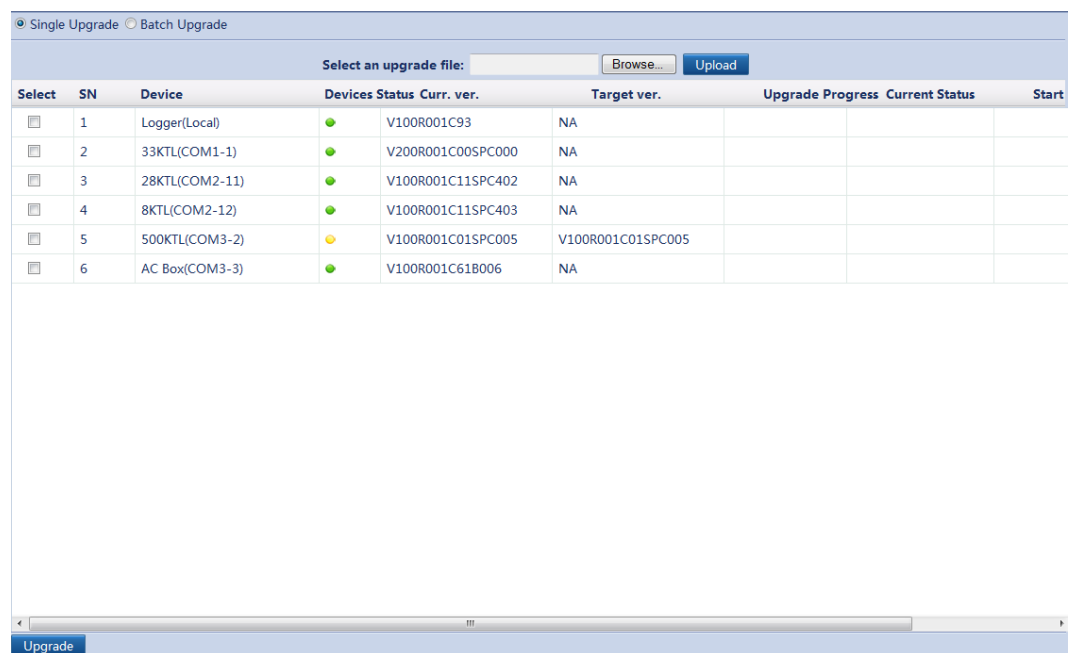 Single Upgrade Batch Upgrade
Select an upgrade file: Browse... Upload
Select SN Device Devices Status Curr. ver. Target ver. Upgrade Progress Current Status Start
1 Logger(Local) V100R001C93 NA
2 33KTL(COM1-1) V200R001C00SPC000 NA
3 28KTL(COM2-11) V100R001C11SPC402 NA
4 8KTL(COM2-12) V100R001C11SPC403 NA
5 500KTL(COM3-2) V100R001C01SPC005 V100R001C01SPC005
6 AC Box(COM3-3) V100R001C61B006 NA
Upgrade